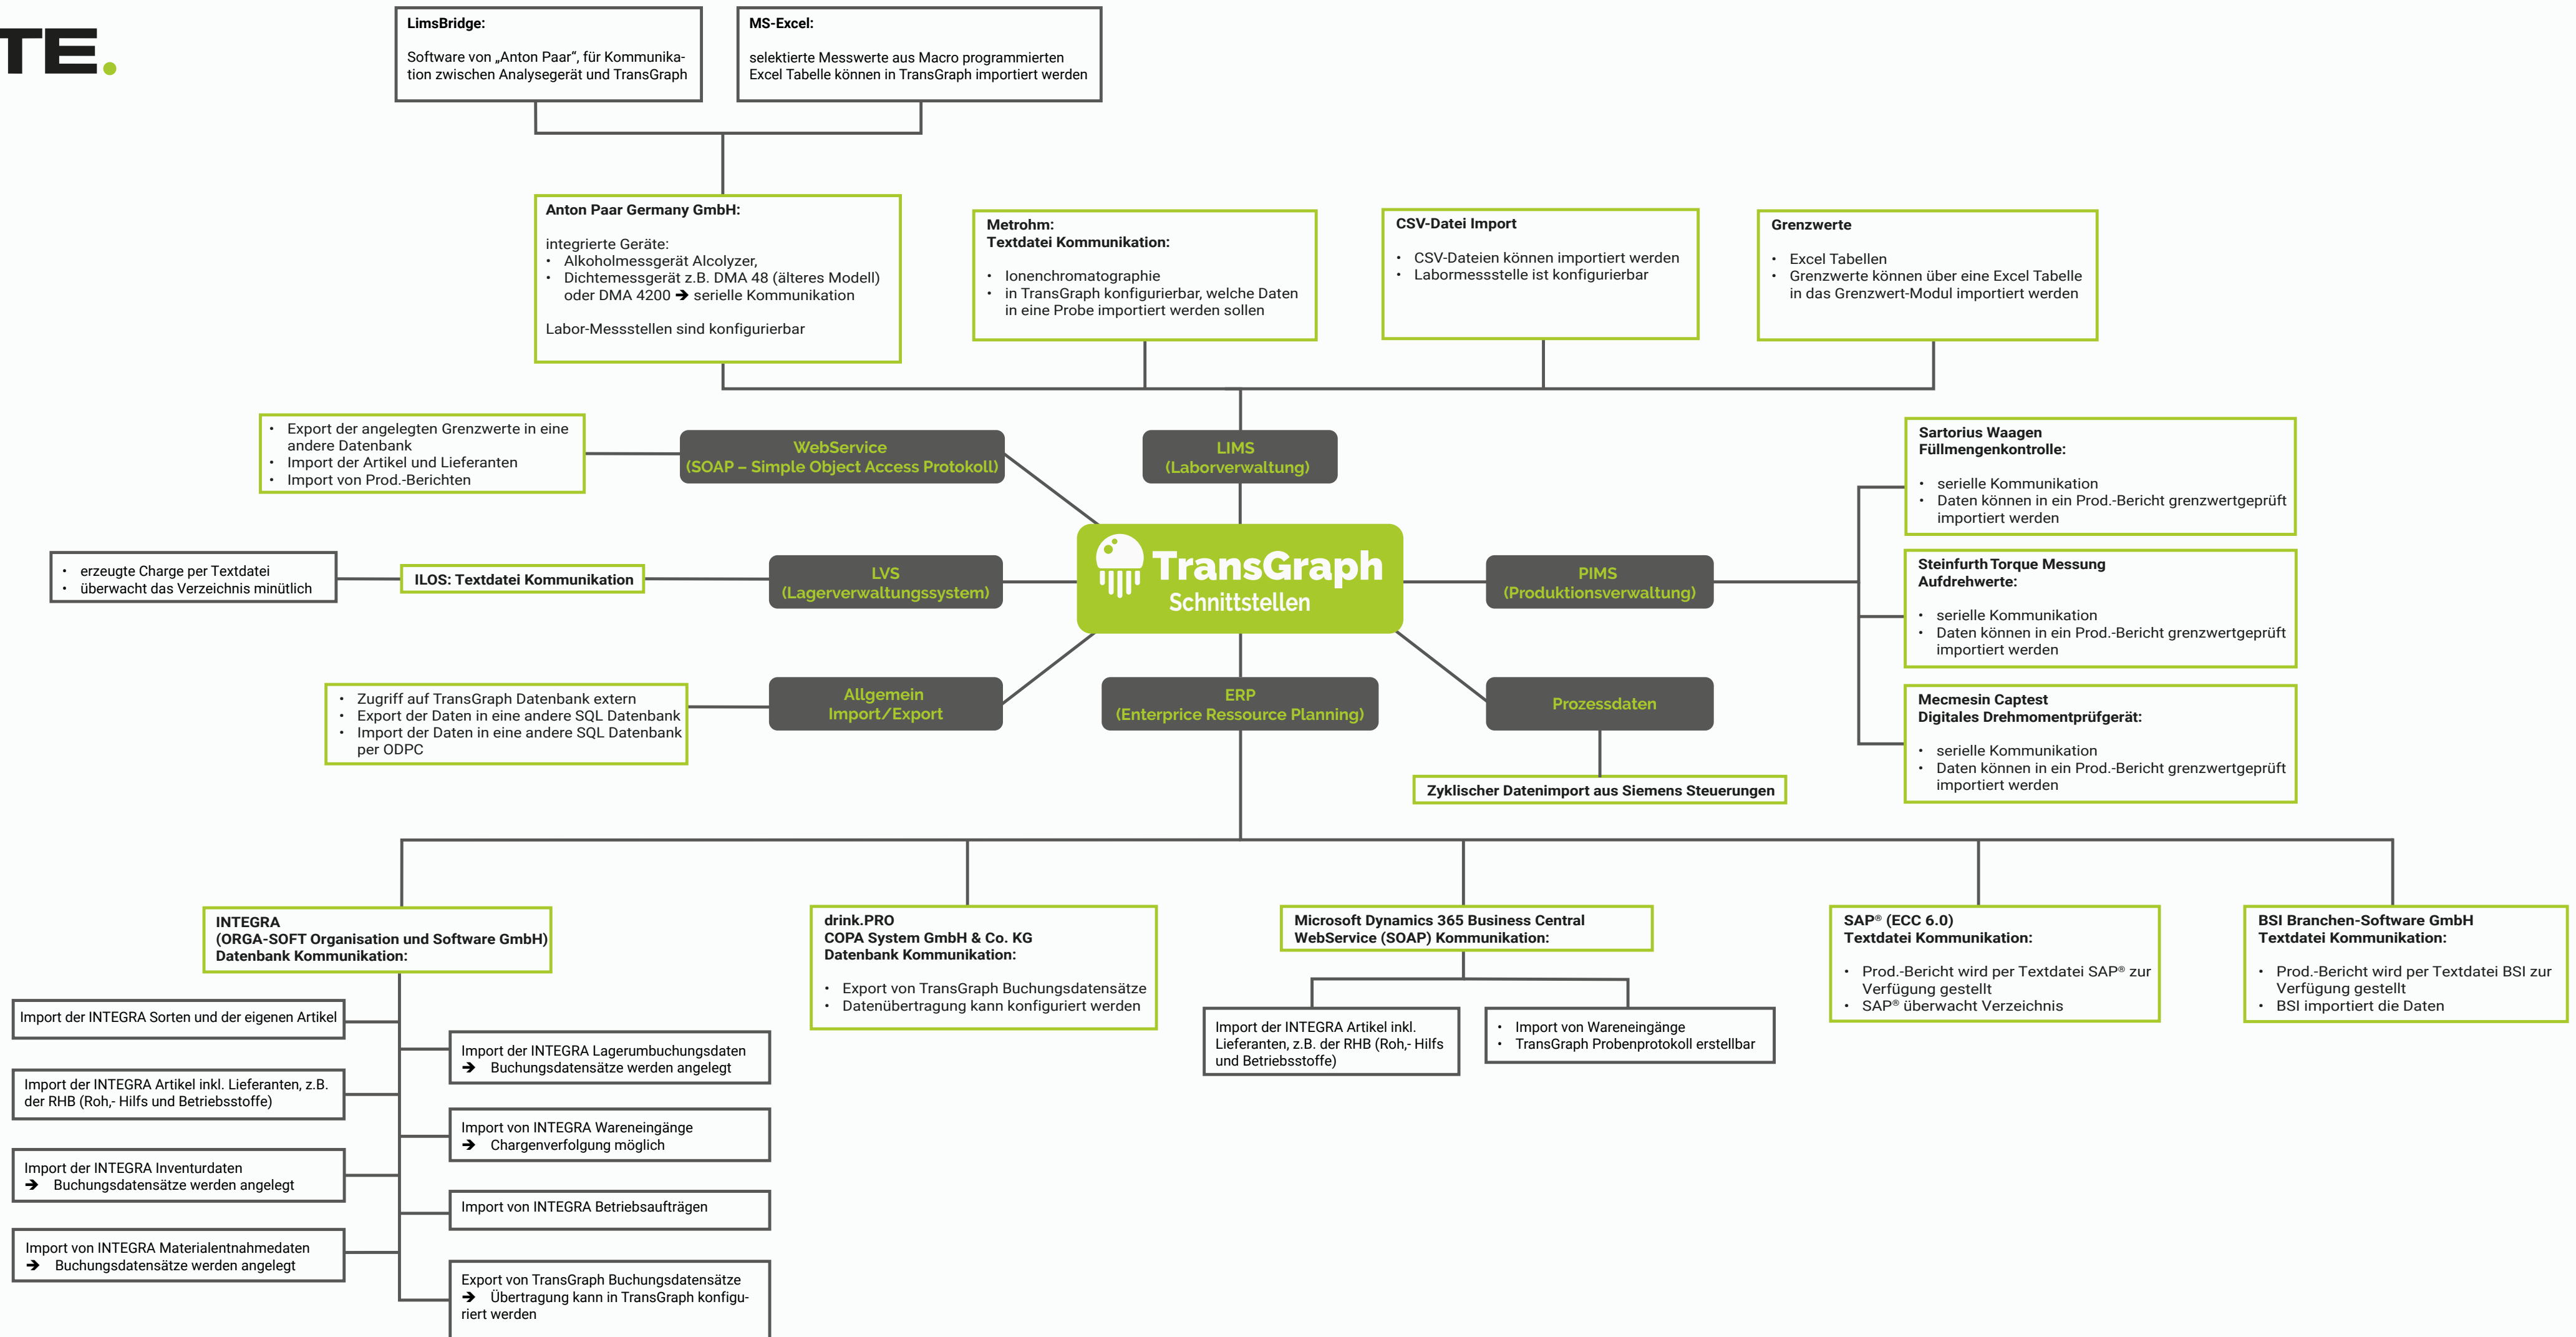 TE.
LimsBridge:
Software von „Anton Paar“, für Kommunika-
tion zwischen Analysegerät und TransGraph
MS-Excel:
selektierte Messwerte aus Macro programmierten
Excel Tabelle können in TransGraph importiert werden
Anton Paar Germany GmbH:
integrierte Geräte:
• Alkoholmessgerät Alcolyzer,
• Dichtemessgerät z.B. DMA 48 (älteres Modell)
oder DMA 4200 ➔ serielle Kommunikation
Labor-Messstellen sind konfigurierbar
Metrohm:
Textdatei Kommunikation:
• Ionenchromatographie
• in TransGraph konfigurierbar, welche Daten
in eine Probe importiert werden sollen
CSV-Datei Import
• CSV-Dateien können importiert werden
• Labormessstelle ist konfigurierbar
Grenzwerte
• Excel Tabellen
• Grenzwerte können über eine Excel Tabelle
in das Grenzwert-Modul importiert werden
• Export der angelegten Grenzwerte in eine
andere Datenbank
• Import der Artikel und Lieferanten
• Import von Prod.-Berichten
WebService
(SOAP – Simple Object Access Protokoll)
LIMS
(Laborverwaltung)
Sartorius Waagen
Füllmengenkontrolle:
• serielle Kommunikation
• Daten können in ein Prod.-Bericht grenzwertgeprüft
importiert werden
• erzeugte Charge per Textdatei
• überwacht das Verzeichnis minütlich
ILOS: Textdatei Kommunikation
LVS
(Lagerverwaltungssystem)
TransGraph
Schnittstellen
PIMS
(Produktionsverwaltung)
Steinfurth Torque Messung
Aufdrehwerte:
• serielle Kommunikation
• Daten können in ein Prod.-Bericht grenzwertgeprüft
importiert werden
• Zugriff auf TransGraph Datenbank extern
• Export der Daten in eine andere SQL Datenbank
• Import der Daten in eine andere SQL Datenbank
per ODPC
Allgemein
Import/Export
ERP
(Enterprice Ressource Planning)
Prozessdaten
Zyklischer Datenimport aus Siemens Steuerungen
Mecmesin Captest
Digitales Drehmomentprüfgerät:
• serielle Kommunikation
• Daten können in ein Prod.-Bericht grenzwertgeprüft
importiert werden
INTEGRA
(ORGA-SOFT Organisation und Software GmbH)
Datenbank Kommunikation:
Import der INTEGRA Sorten und der eigenen Artikel
Import der INTEGRA Lagerumbuchungsdaten
➔ Buchungsdatensätze werden angelegt
Import der INTEGRA Artikel inkl. Lieferanten, z.B.
der RHB (Roh,- Hilfs und Betriebsstoffe)
Import von INTEGRA Wareneingänge
➔ Chargenverfolgung möglich
Import der INTEGRA Inventurdaten
➔ Buchungsdatensätze werden angelegt
Import von INTEGRA Betriebsaufträgen
Import von INTEGRA Materialentnahmedaten
➔ Buchungsdatensätze werden angelegt
Export von TransGraph Buchungsdatensätze
➔ Übertragung kann in TransGraph konfigu-
riert werden
drink.PRO
COPA System GmbH & Co. KG
Datenbank Kommunikation:
• Export von TransGraph Buchungsdatensätze
• Datenübertragung kann konfiguriert werden
Microsoft Dynamics 365 Business Central
WebService (SOAP) Kommunikation:
Import der INTEGRA Artikel inkl.
Lieferanten, z.B. der RHB (Roh,- Hilfs
und Betriebsstoffe)
• Import von Wareneingänge
• TransGraph Probenprotokoll erstellbar
SAP® (ECC 6.0)
Textdatei Kommunikation:
• Prod.-Bericht wird per Textdatei SAP® zur
Verfügung gestellt
• SAP® überwacht Verzeichnis
BSI Branchen-Software GmbH
Textdatei Kommunikation:
• Prod.-Bericht wird per Textdatei BSI zur
Verfügung gestellt
• BSI importiert die Daten